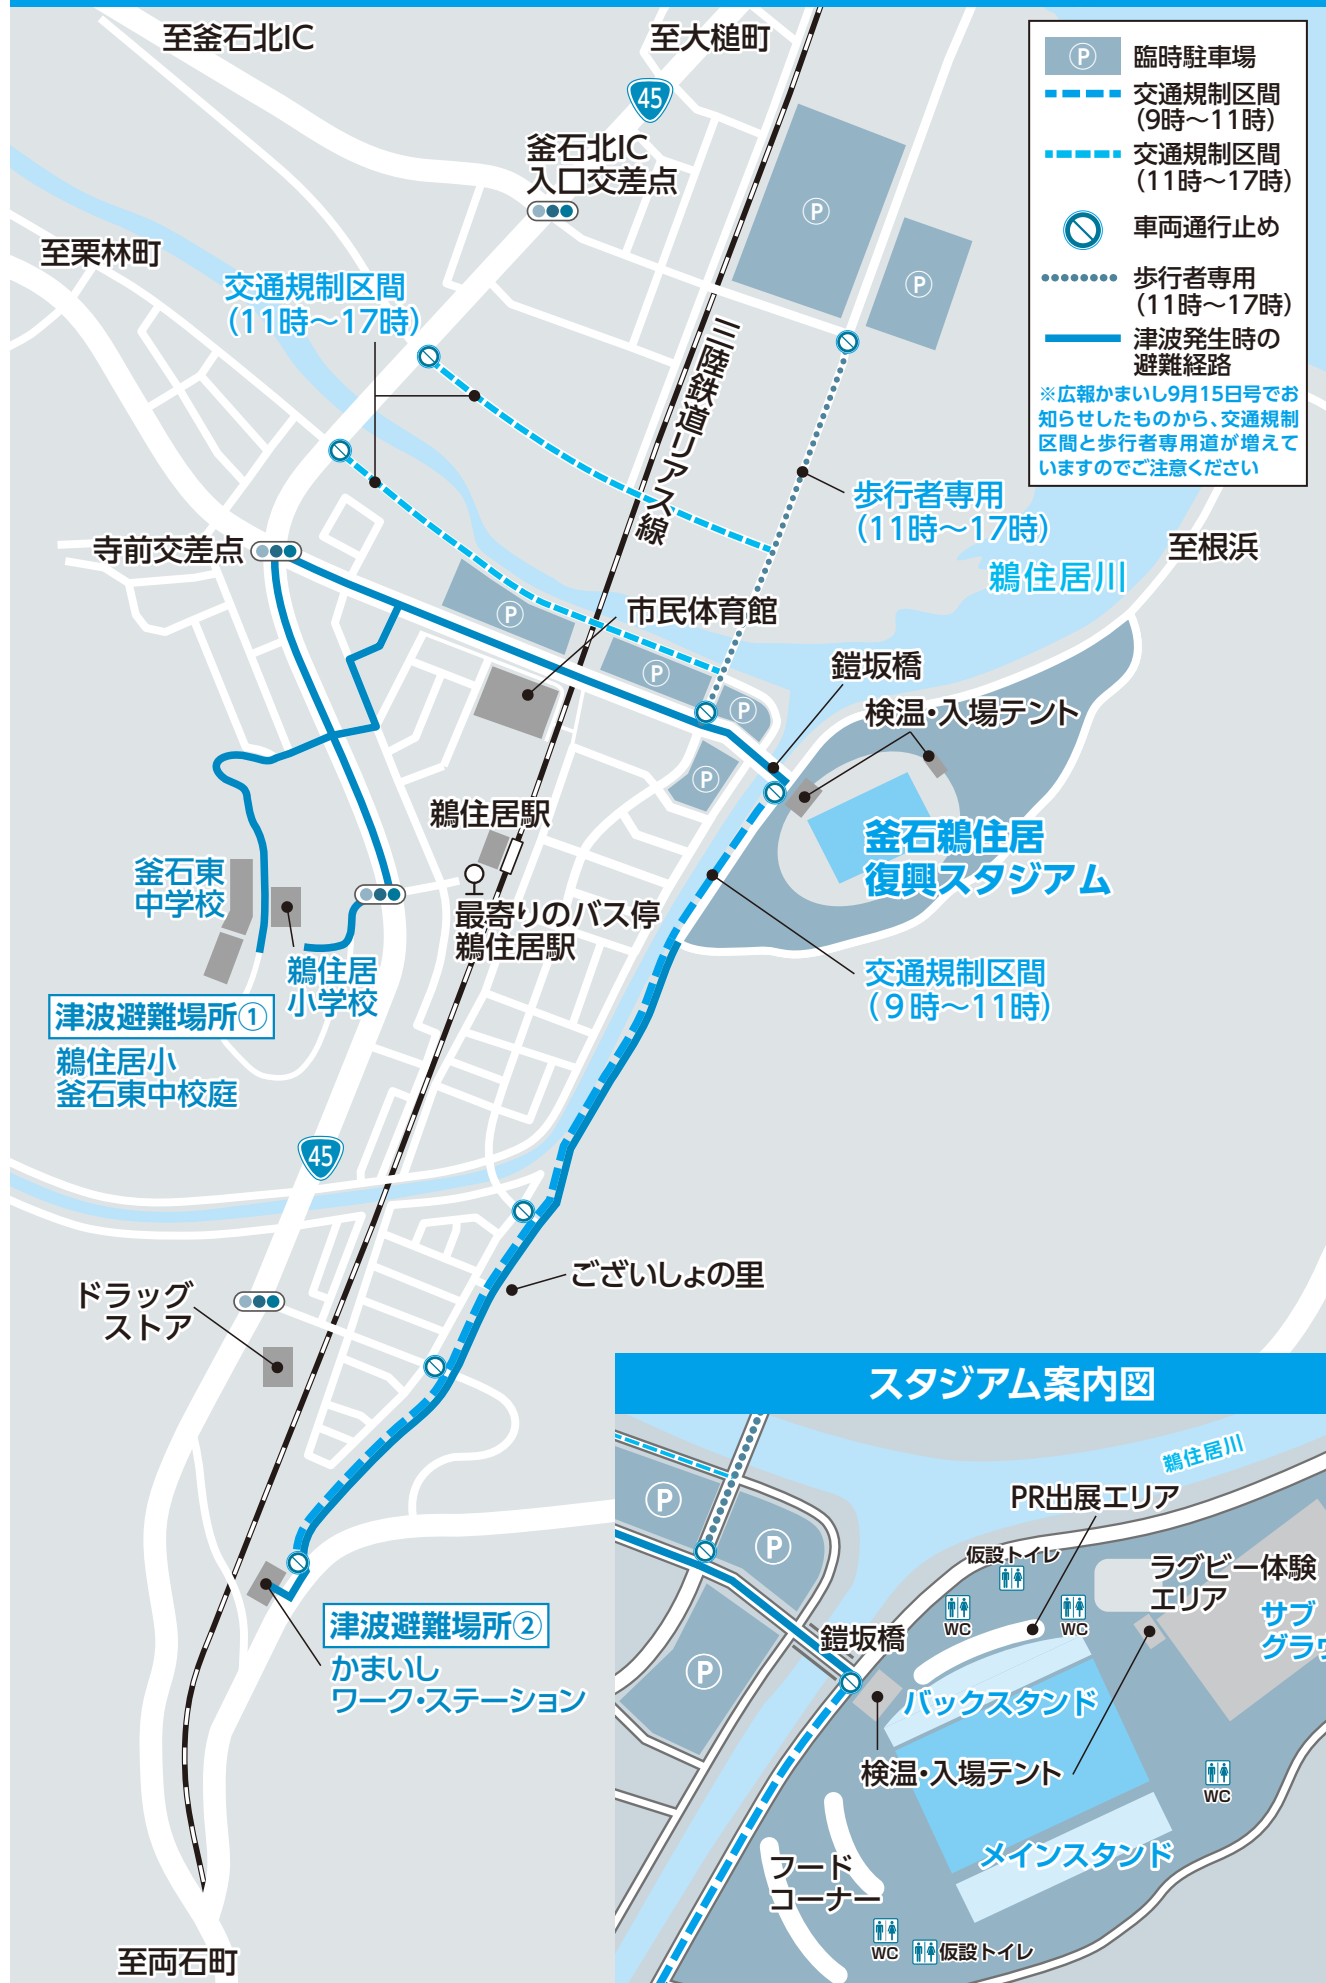 至釜石北IC
至大槌町
45
釜石北IC
入口交差点
至栗林町
交通規制区間
(11時〜17時)
三陸鉄道リアス線
P
P
P
臨時駐車場
交通規制区間
(9時〜11時)
交通規制区間
(11時〜17時)
車両通行止め
歩行者専用
(11時〜17時)
津波発生時の
避難経路
※広報かまいし9月15日号でお
知らせしたものから、交通規制
区間と歩行者専用道が増えて
いますのでご注意ください
歩行者専用
(11時〜17時)
至根浜
鵜住居川
寺前交差点
P
市民体育館
P
P
P
鎧坂橋
検温・入場テント
鵜住居駅
釜石鵜住居
復興スタジアム
釜石東
中学校
最寄りのバス停
鵜住居駅
鵜住居
小学校
交通規制区間
(9時〜11時)
津波避難場所①
鵜住居小
釜石東中校庭
45
ございしょの里
ドラッグ
ストア
津波避難場所②
かまいし
ワーク・ステーション
至両石町
スタジアム案内図
鵜住居川
P
P
P
PR出展エリア
仮設トイレ
WC
WC
ラグビー体験
エリア
サブ
グラウ
鎧坂橋
バックスタンド
検温・入場テント
WC
メインスタンド
フード
コーナー
WC
仮設トイレ